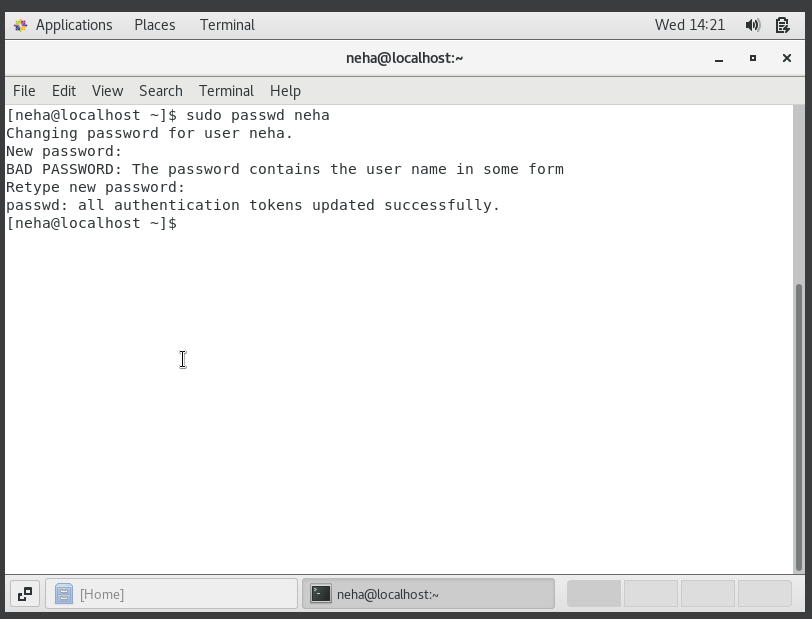 Applications Places Terminal Wed 14:21
neha@localhost:~
File Edit View Search Terminal Help
[neha@localhost ~]$ sudo passwd neha
Changing password for user neha.
New password:
BAD PASSWORD: The password contains the user name in some form
Retype new password:
passwd: all authentication tokens updated successfully.
[neha@localhost ~]$
[Home] neha@localhost:~